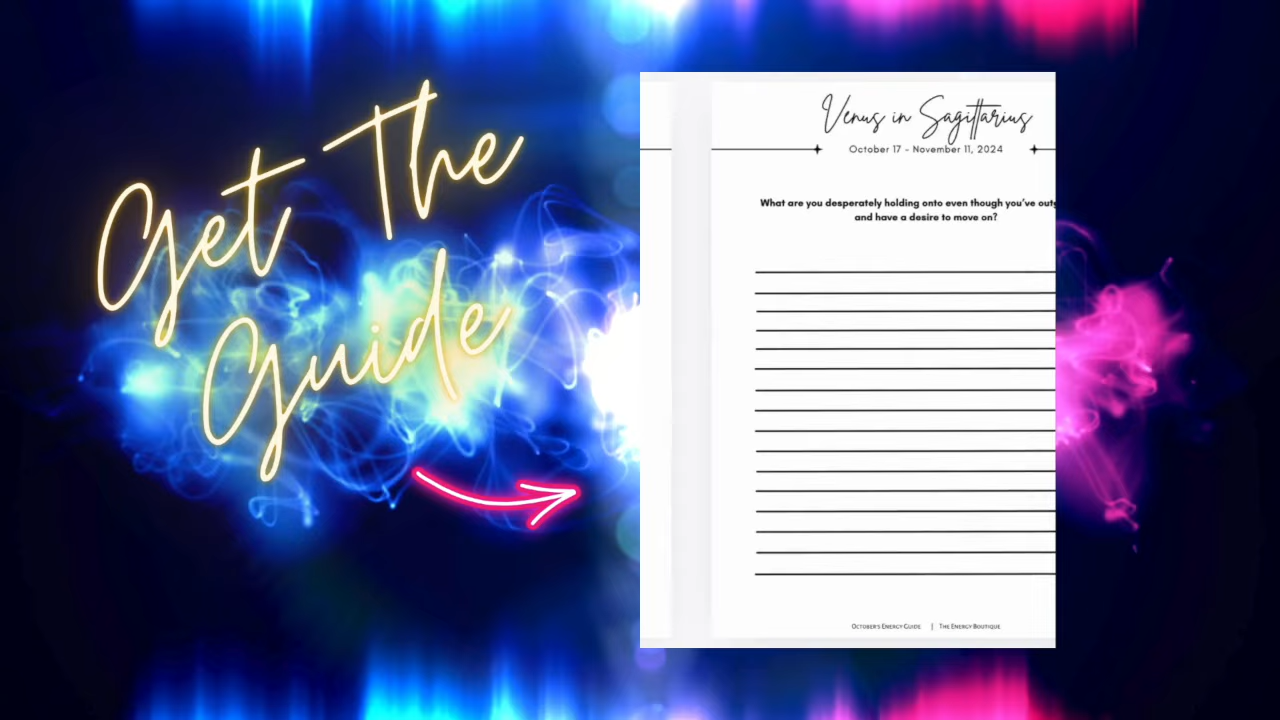 Get The
Guide
Venus in Sagittarius
October 17 - November 11, 2024
What are you desperately holding onto even though you've
and have a desire to move on?
October's Energy Guide | The Energy Boutique